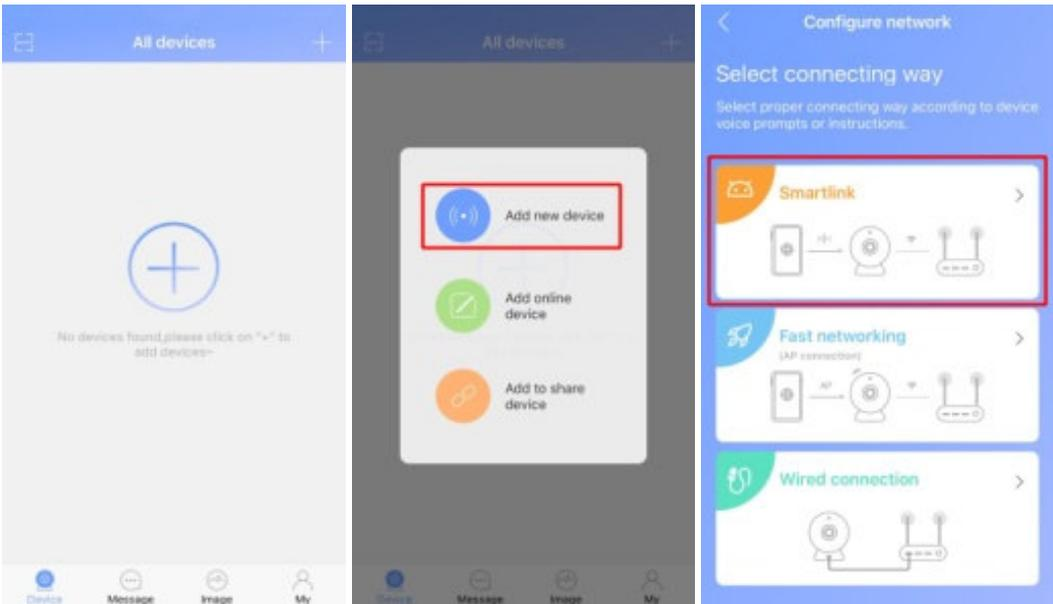 All devices
No devices found,please click on "+" to
add devices~
Device
Message
Image
My
All devices
Add new device
Add online
device
Add to share
device
Device
Message
Image
My
Configure network
Select connecting way
Select proper connecting way according to device
voice prompts or instructions.
Smartlink
Fast networking
(AP connection)
AP
Wired connection